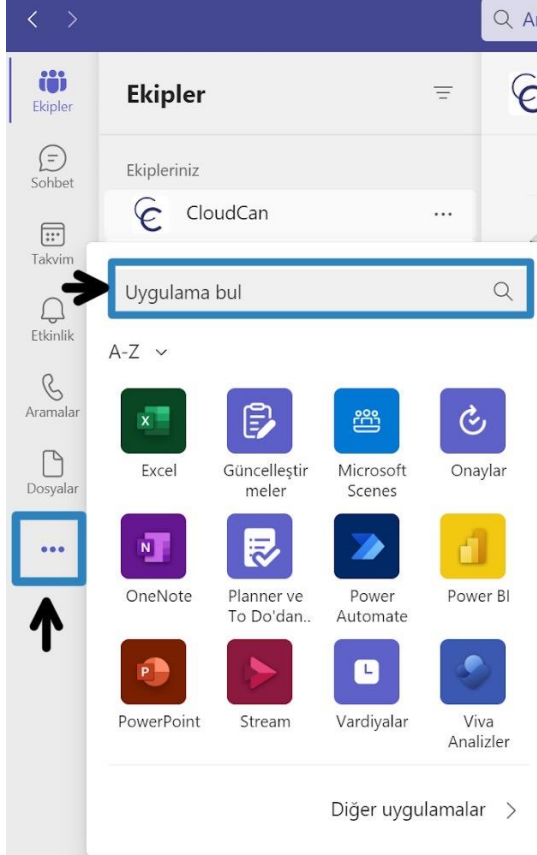 Ekipler
Sohbet
Takvim
Etkinlik
Aramalar
Dosyalar
Ekipler
Ekipleriniz
CloudCan
Uygulama bul
A-Z
Excel
Güncelleştir
meler
Microsoft
Scenes
Onaylar
OneNote
Planner ve
To Do'dan..
Power
Automate
Power BI
PowerPoint
Stream
Vardiyalar
Viva
Analizler
Diğer uygulamalar